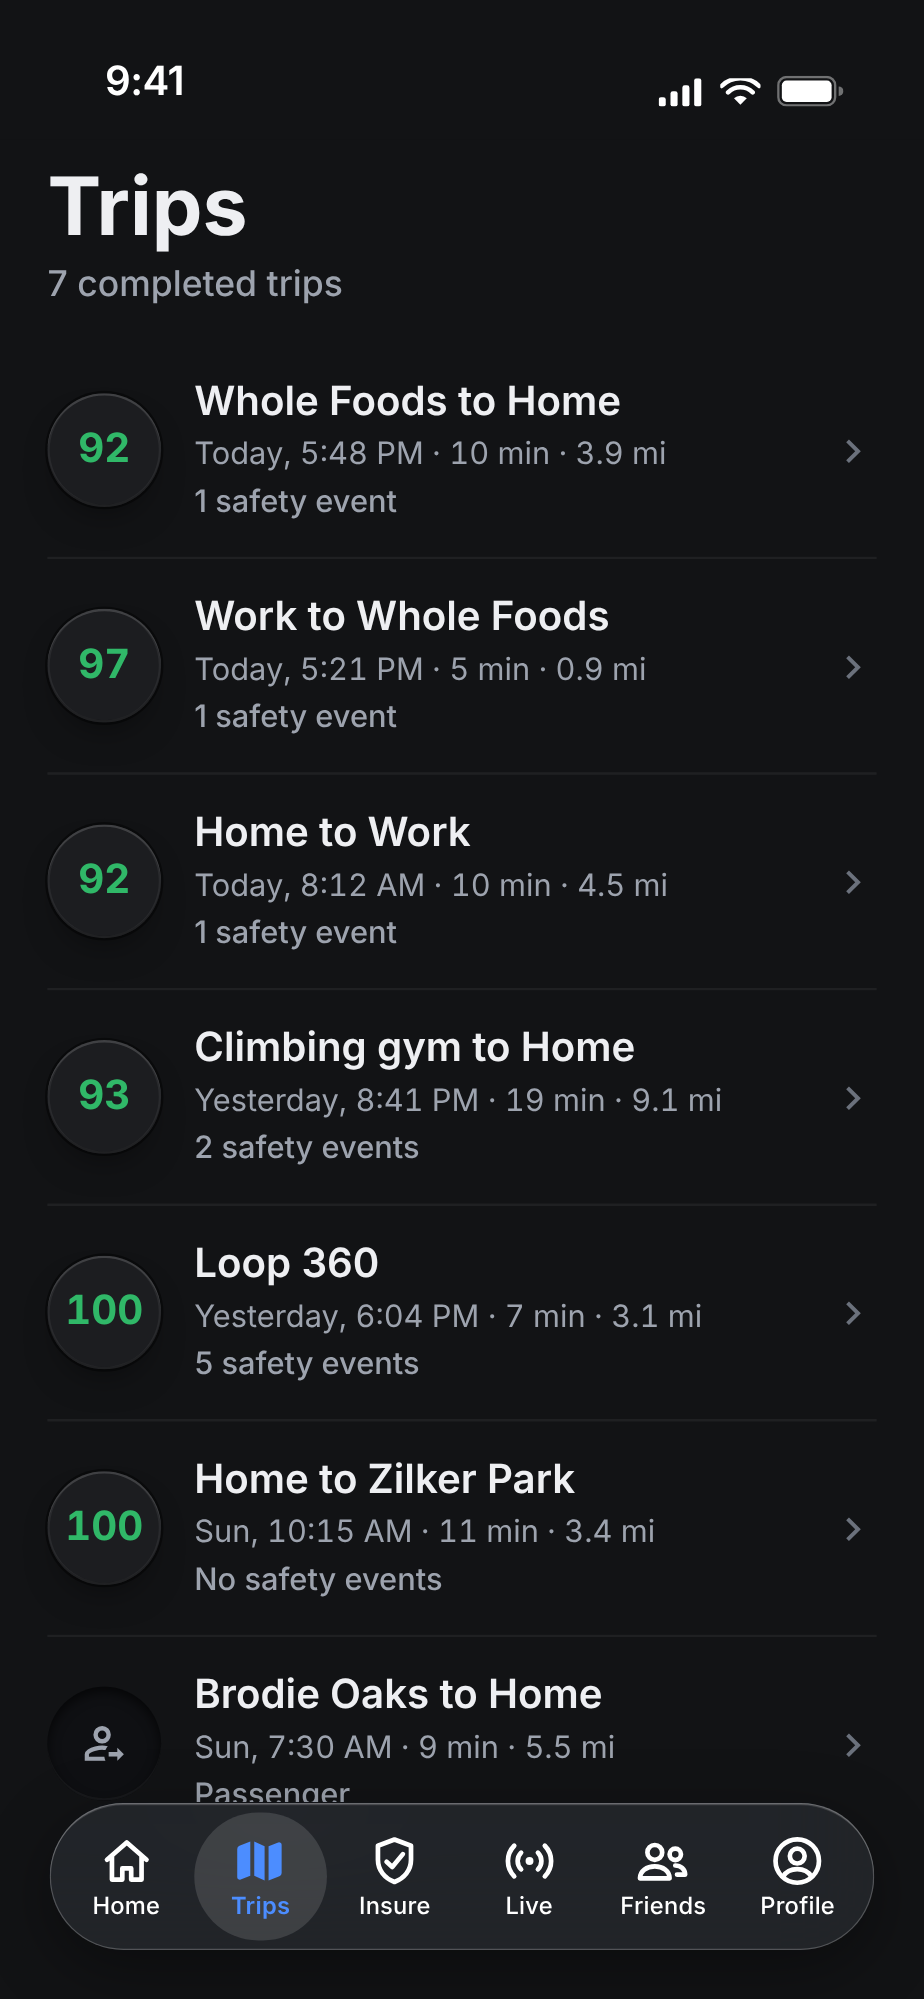 9:41
Trips
7 completed trips
92
Whole Foods to Home
Today, 5:48 PM · 10 min · 3.9 mi
1 safety event
97
Work to Whole Foods
Today, 5:21 PM · 5 min · 0.9 mi
1 safety event
92
Home to Work
Today, 8:12 AM · 10 min · 4.5 mi
1 safety event
93
Climbing gym to Home
Yesterday, 8:41 PM · 19 min · 9.1 mi
2 safety events
100
Loop 360
Yesterday, 6:04 PM · 7 min · 3.1 mi
5 safety events
100
Home to Zilker Park
Sun, 10:15 AM · 11 min · 3.4 mi
No safety events
Brodie Oaks to Home
Sun, 7:30 AM · 9 min · 5.5 mi
Passenger
Home
Trips
Insure
Live
Friends
Profile